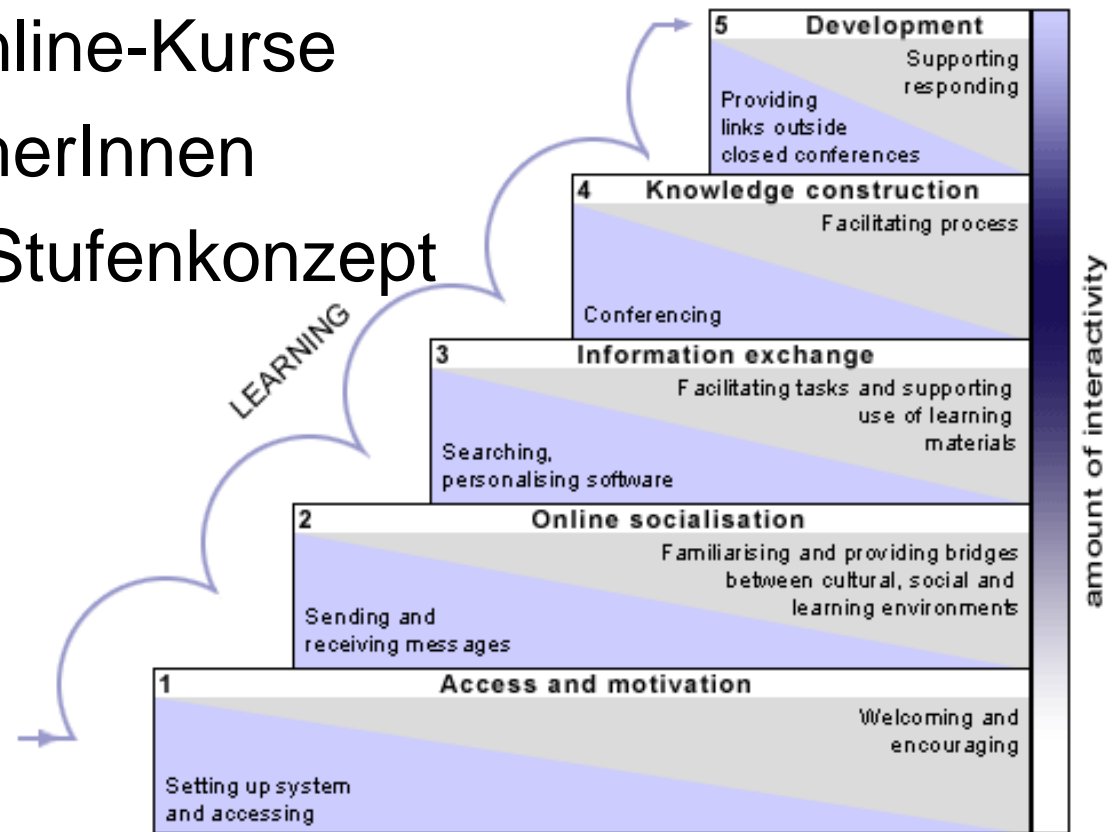 nline-Kurse
nerInnen
Stufenkonzept
LEARNING
5 Development
Supporting
responding
Providing
links outside
closed conferences
4 Knowledge construction
Facilitating process
Conferencing
3 Information exchange
Facilitating tasks and supporting
use of learning
materials
Searching,
personalising software
2 Online socialisation
Familiarising and providing bridges
between cultural, social and
learning environments
Sending and
receiving messages
1 Access and motivation
Welcoming and
encouraging
Setting up system
and accessing
amount of interactivity